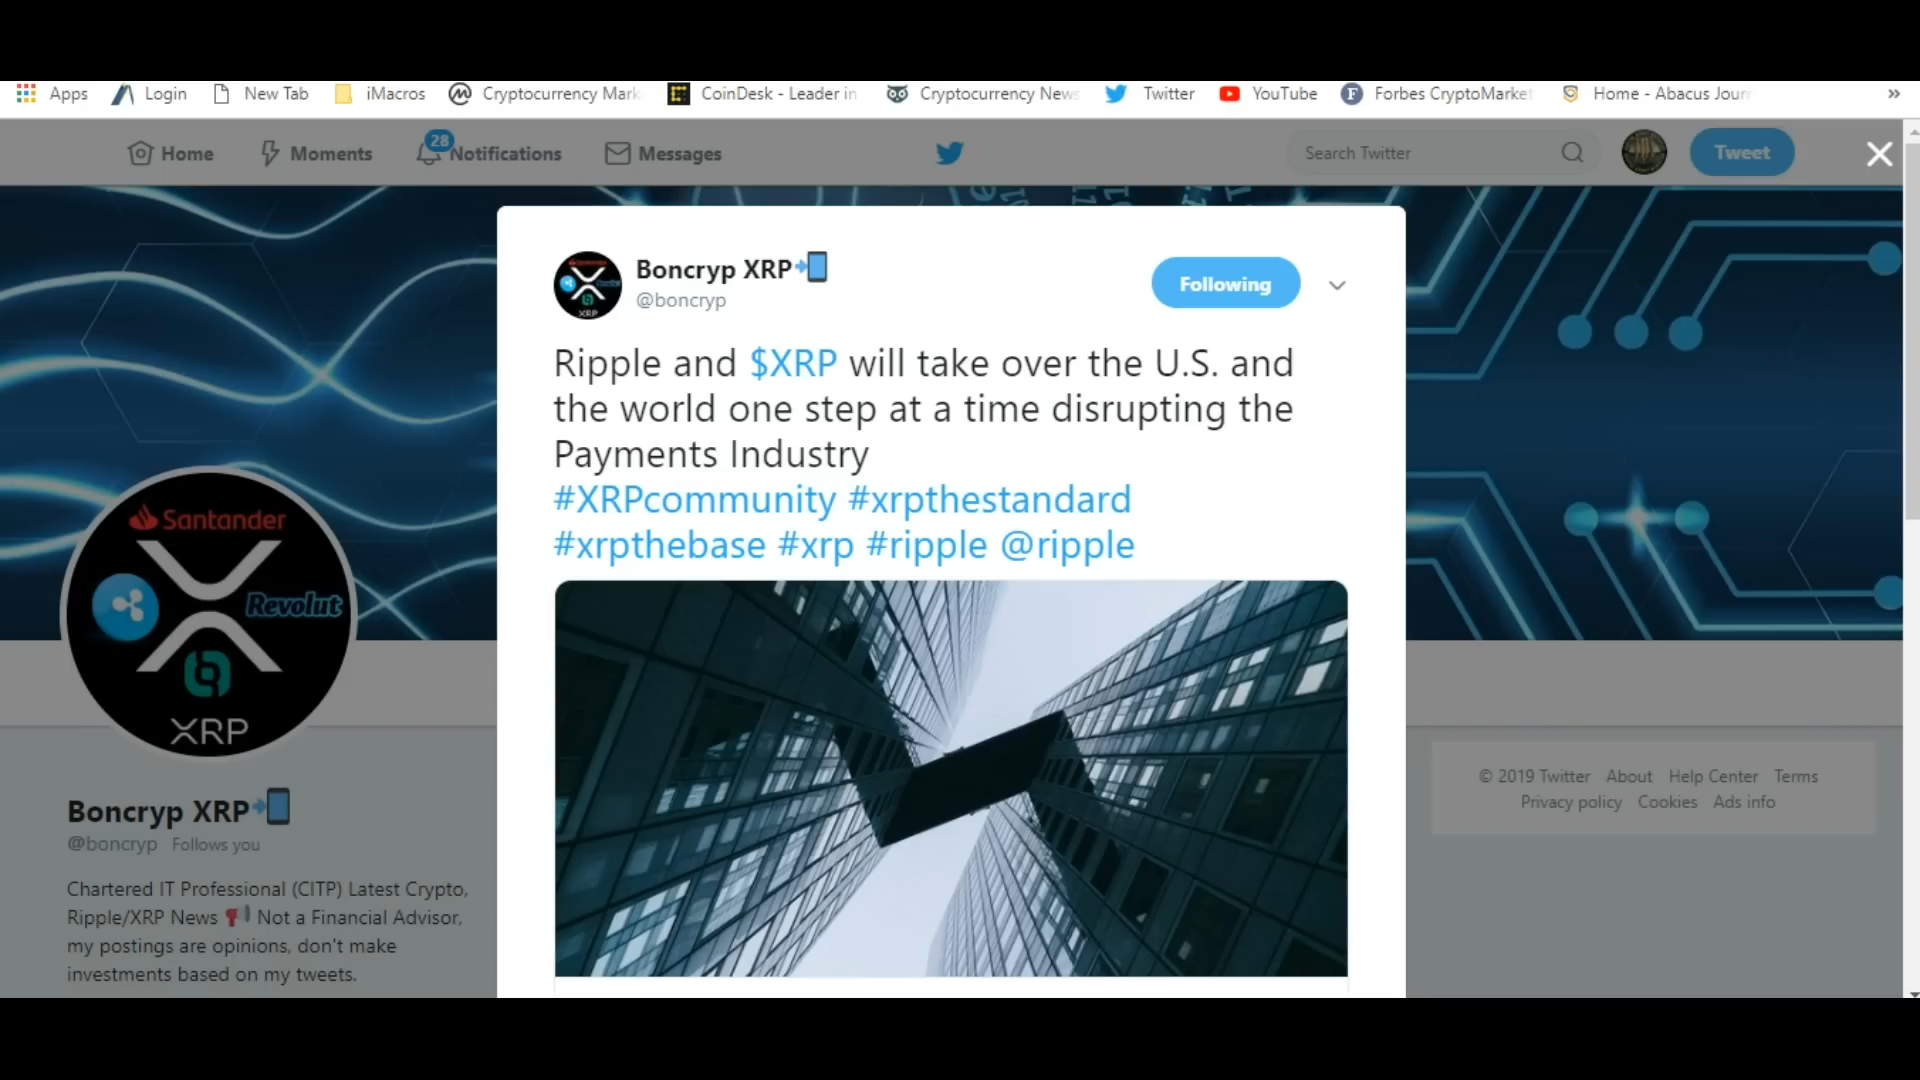 Apps Login New Tab iMacros Cryptocurrency Mark CoinDesk - Leader in Cryptocurrency News Twitter YouTube Forbes CryptoMarket Home - Abacus Jour »
Home Moments 28 Notifications Messages Search Twitter Tweet
Boncryp XRP
@boncryp
Following
Ripple and $XRP will take over the U.S. and
the world one step at a time disrupting the
Payments Industry
#XRPcommunity #xrpthestandard
#xrpthebase #xrp #ripple @ripple
Santander
Revolut
XRP
Boncryp XRP
@boncryp Follows you
Chartered IT Professional (CITP) Latest Crypto,
Ripple/XRP News Not a Financial Advisor,
my postings are opinions, don't make
investments based on my tweets.
© 2019 Twitter About Help Center Terms
Privacy policy Cookies Ads info